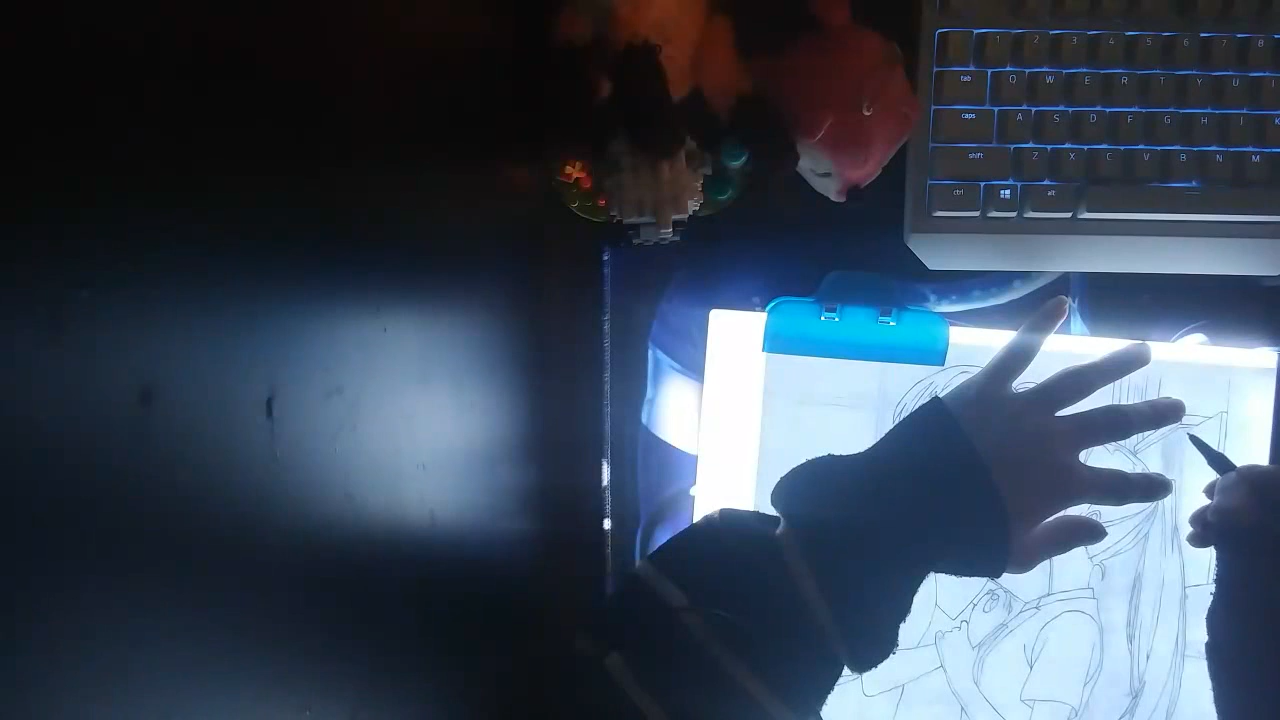 1 2 3 4 5 6 7 8
tab Q W E R T Y U I
caps A S D F G H I K
shift Z X C V B N M
ctrl alt